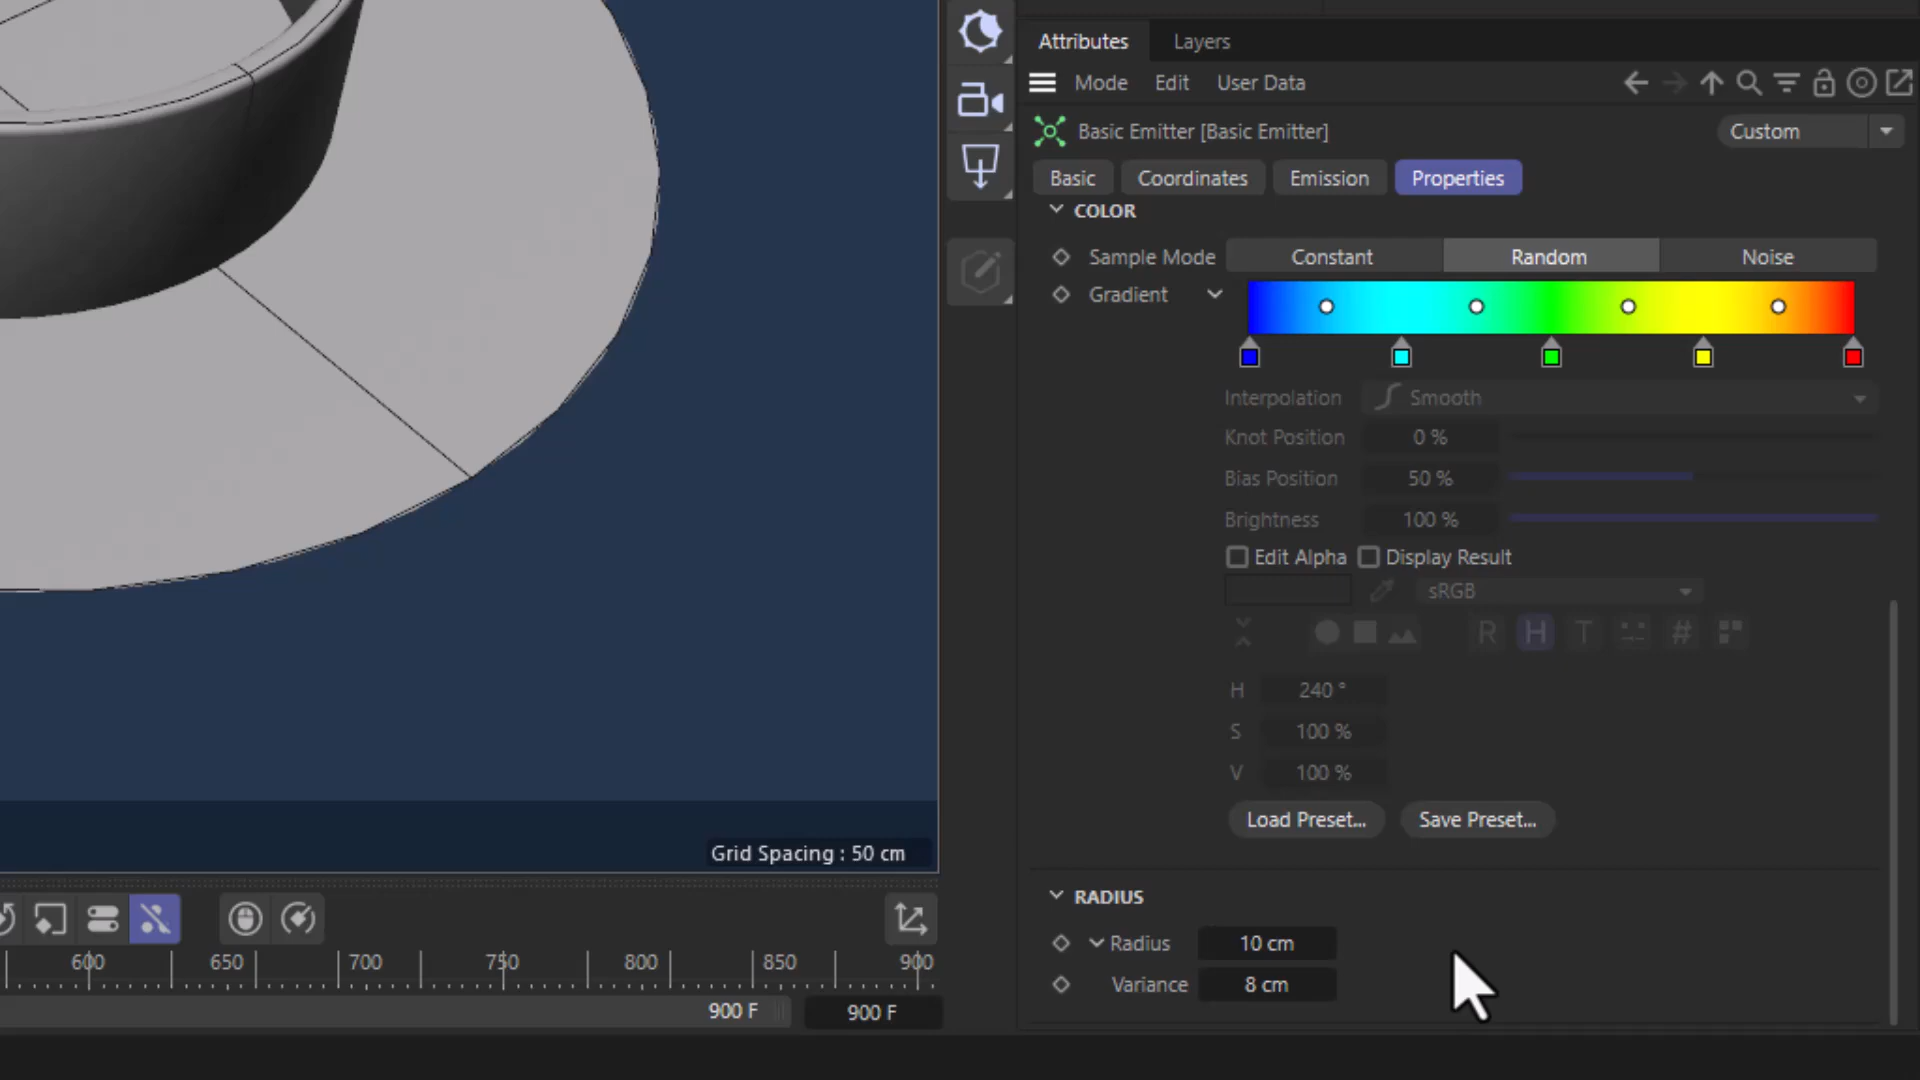 Attributes Layers
Mode Edit User Data
Basic Emitter [Basic Emitter] Custom
Basic Coordinates Emission Properties
COLOR
Sample Mode Constant Random Noise
Gradient
Interpolation Smooth
Knot Position 0 %
Bias Position 50 %
Brightness 100 %
Edit Alpha Display Result
sRGB
R H T #
H 240 °
S 100 %
V 100 %
Load Preset... Save Preset...
Grid Spacing : 50 cm
RADIUS
Radius 10 cm
Variance 8 cm
600 650 700 750 800 850 900
900 F 900 F